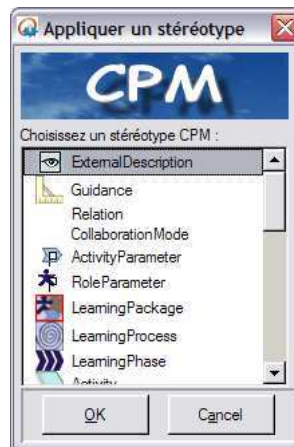 Appliquer un stéréotype
CPM
Choisissez un stéréotype CPM :
ExternalDescription
Guidance
Relation
CollaborationMode
ActivityParameter
RoleParameter
LearningPackage
LearningProcess
LearningPhase
Activity
OK
Cancel